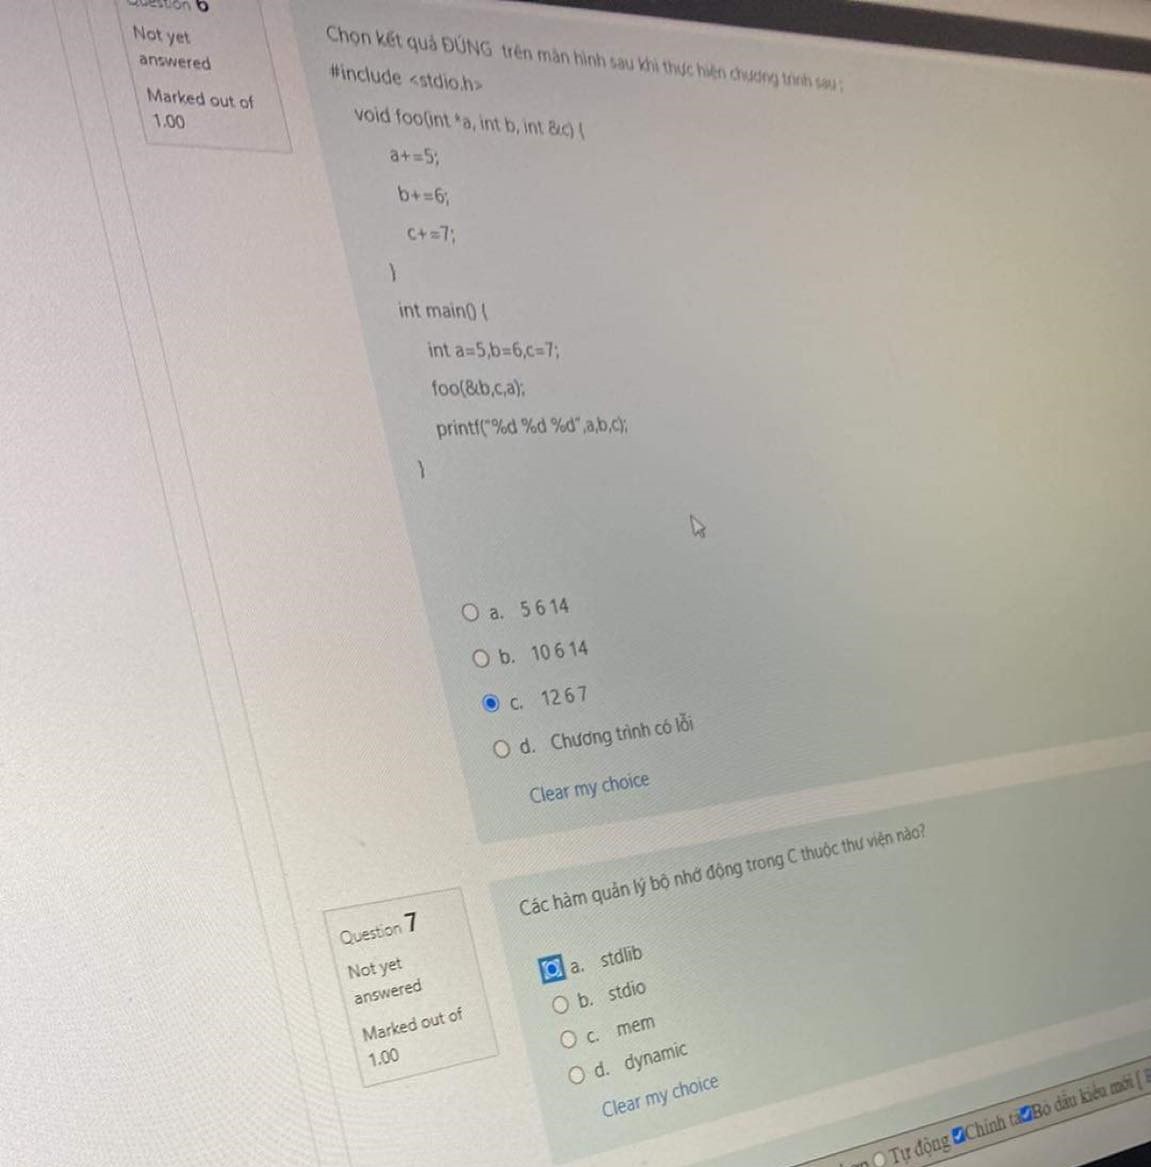 Question 6
Not yet
answered
Marked out of
1.00
Chọn kết quả ĐÚNG trên màn hình sau khi thực hiện chương trình sau ;
#include <stdio.h>
void foo(int *a, int b, int &c) {
a+=5;
b+=6;
c+=7;
}
int main() {
int a=5,b=6,c=7;
foo(&b,c,a);
printf("%d %d %d",a,b,c);
}
a. 5 6 14
b. 10 6 14
c. 12 6 7
d. Chương trình có lỗi
Clear my choice
Question 7
Not yet
answered
Marked out of
1.00
Các hàm quản lý bộ nhớ động trong C thuộc thư viện nào?
a. stdlib
b. stdio
c. mem
d. dynamic
Clear my choice
Tự động Chính tả Bỏ dấu kiểu mới [